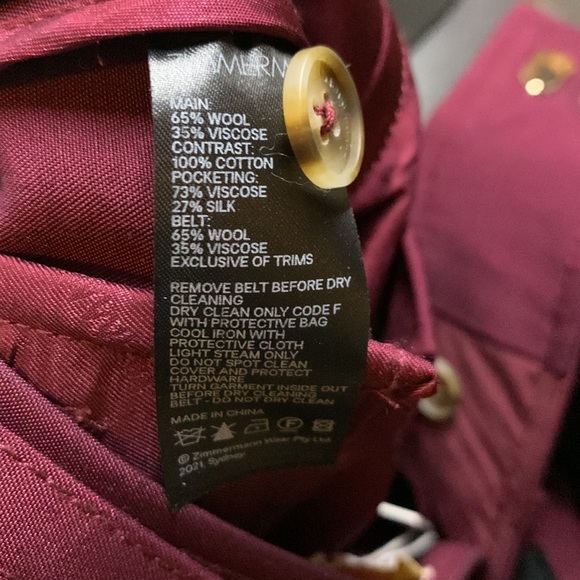 MAIN:
65% WOOL
35% VISCOSE
CONTRAST:
100% COTTON
POCKETING:
73% VISCOSE
27% SILK
BELT:
65% WOOL
35% VISCOSE
EXCLUSIVE OF TRIMS
REMOVE BELT BEFORE DRY
CLEANING
DRY CLEAN ONLY CODE F
WITH PROTECTIVE BAG
COOL IRON WITH
PROTECTIVE CLOTH
LIGHT STEAM ONLY
DO NOT SPOT CLEAN
COVER AND PROTECT
HARDWARE
TURN GARMENT INSIDE OUT
BEFORE DRY CLEANING
BELT - DO NOT DRY CLEAN
MADE IN CHINA
© Zimmermann Wear Pty Ltd
2021, Sydney